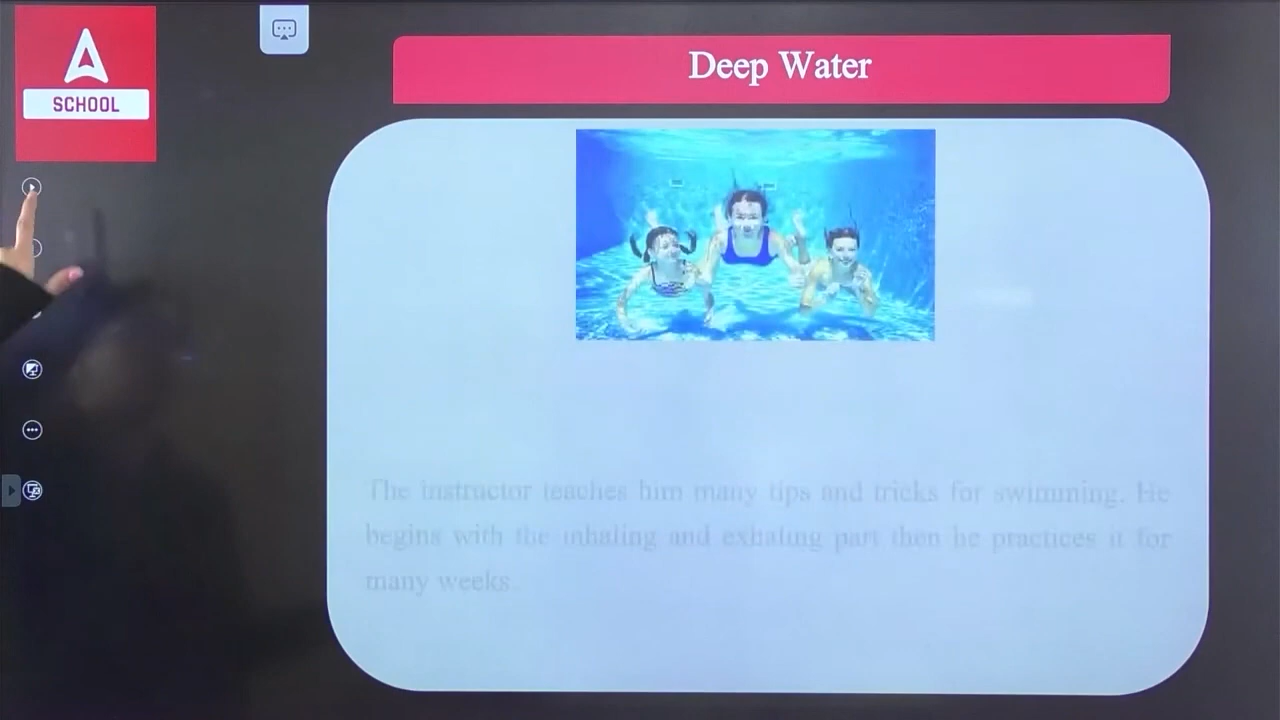 SCHOOL
Deep Water
The instructor teaches him many tips and tricks for swimming. He
begins with the inhaling and exhaling part then he practices it for
many weeks.